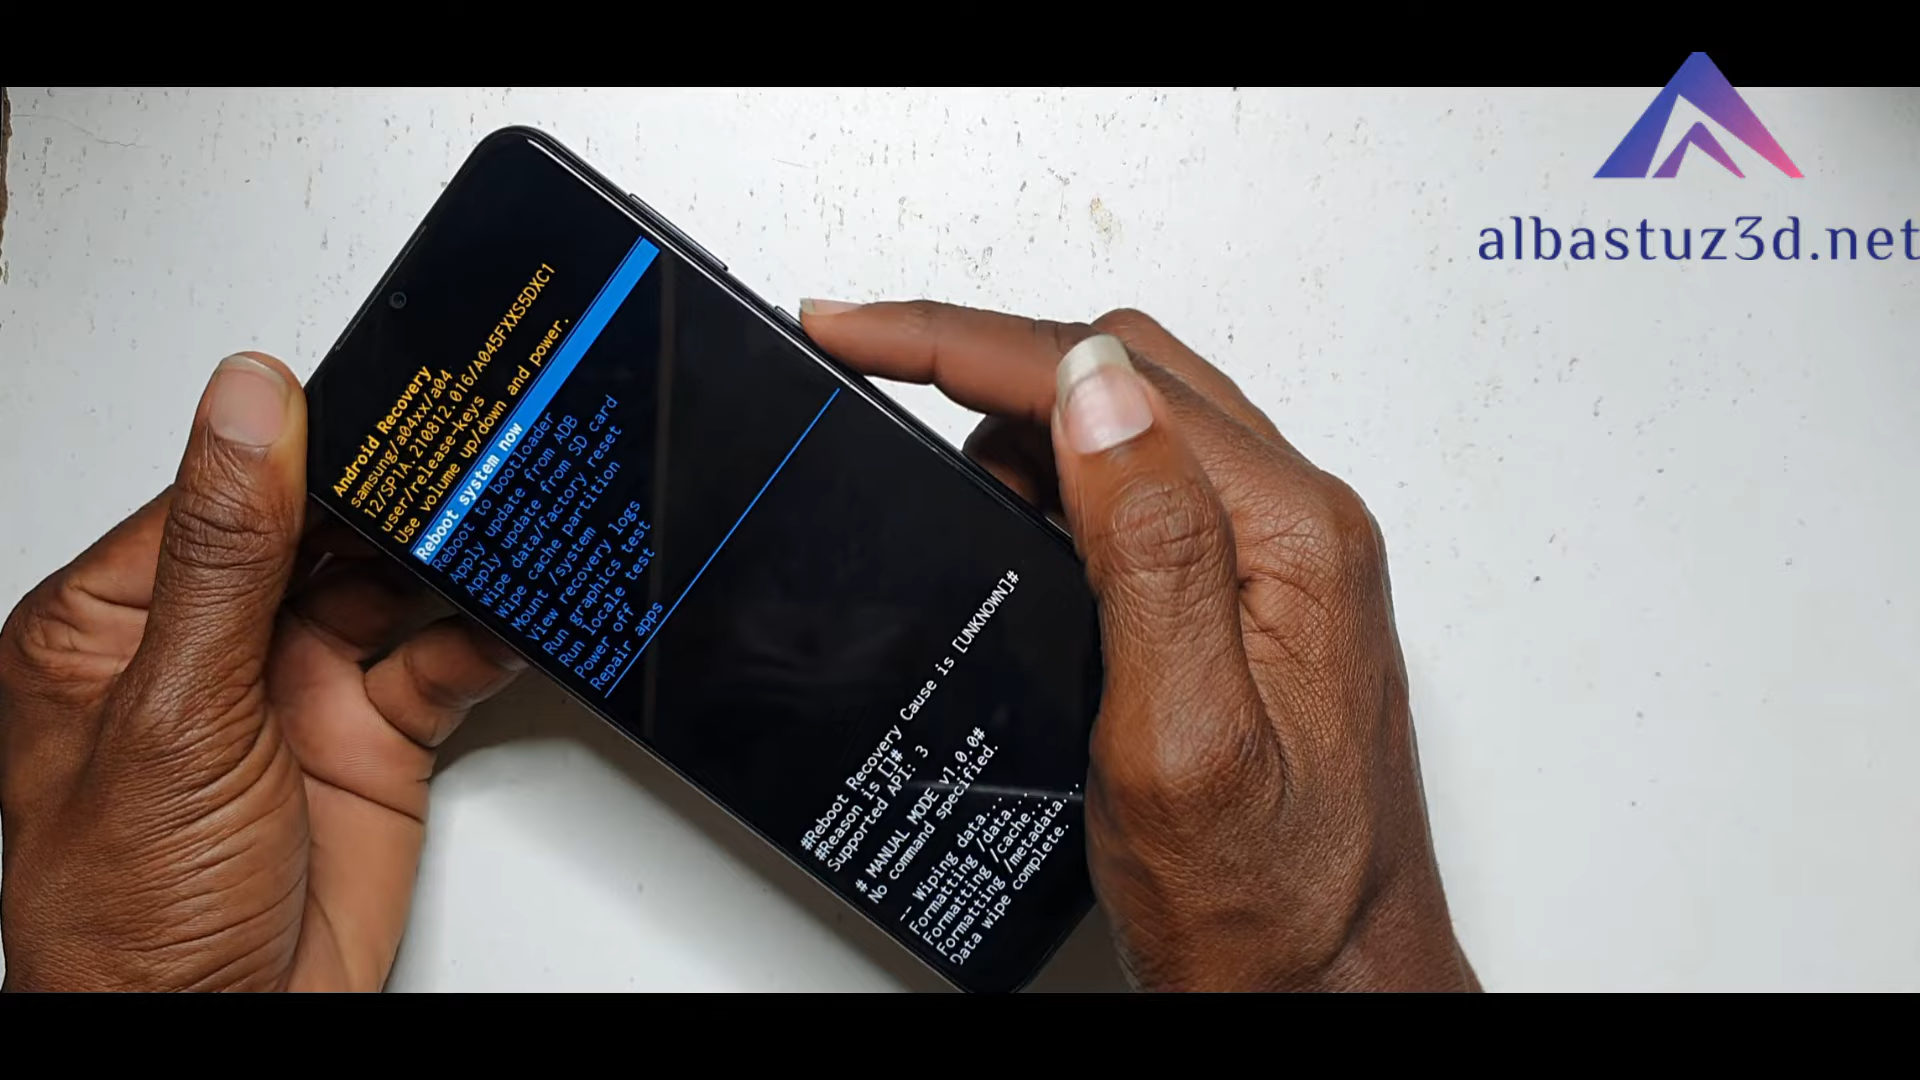 albastuz3d.net
Android Recovery
samsung/a04xx/a04
12/SP1A.210812.016/A045FXXS5DXC1
user/release-keys
Use volume up/down and power.
Reboot system now
Reboot to bootloader
Apply update from ADB
Apply update from SD card
Wipe data/factory reset
Wipe cache partition
Mount /system
View recovery logs
Run graphics test
Run locale test
Power off
Repair apps
#Reboot Recovery Cause is [UNKNOWN]#
#Reason is []#
Supported API: 3
# MANUAL MODE v1.0.0#
No command specified.
-- Wiping data...
Formatting /data...
Formatting /cache...
Formatting /metadata...
Data wipe complete.